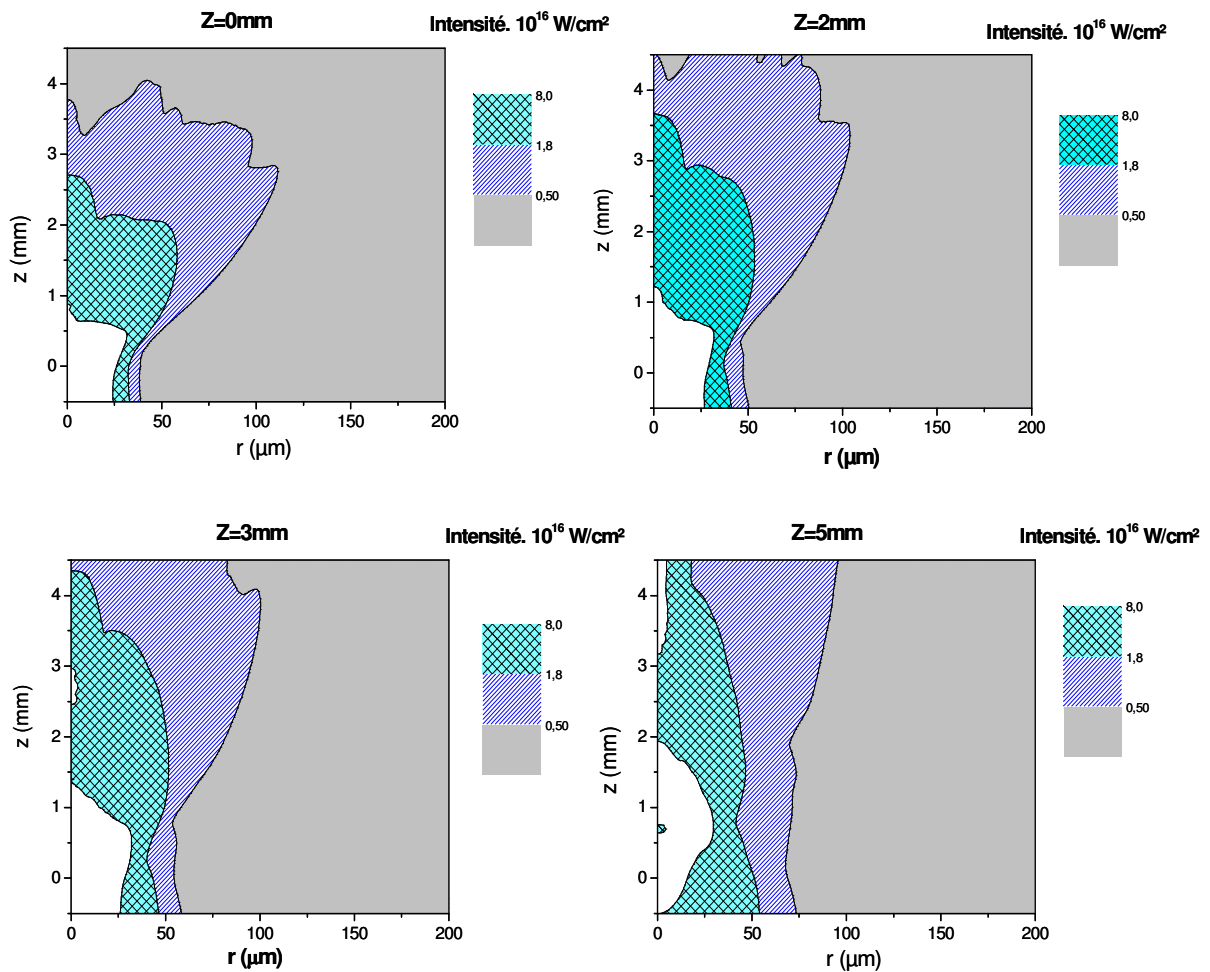 Z=0mm
Intensité. 10¹⁶ W/cm²
8,0
1,8
0,50
4
3
2
1
0
z (mm)
0 50 100 150 200
r (µm)
Z=2mm
Intensité. 10¹⁶ W/cm²
8,0
1,8
0,50
4
3
2
1
0
z (mm)
0 50 100 150 200
r (µm)
Z=3mm
Intensité. 10¹⁶ W/cm²
8,0
1,8
0,50
4
3
2
1
0
z (mm)
0 50 100 150 200
r (µm)
Z=5mm
Intensité. 10¹⁶ W/cm²
8,0
1,8
0,50
4
3
2
1
0
z (mm)
0 50 100 150 200
r (µm)